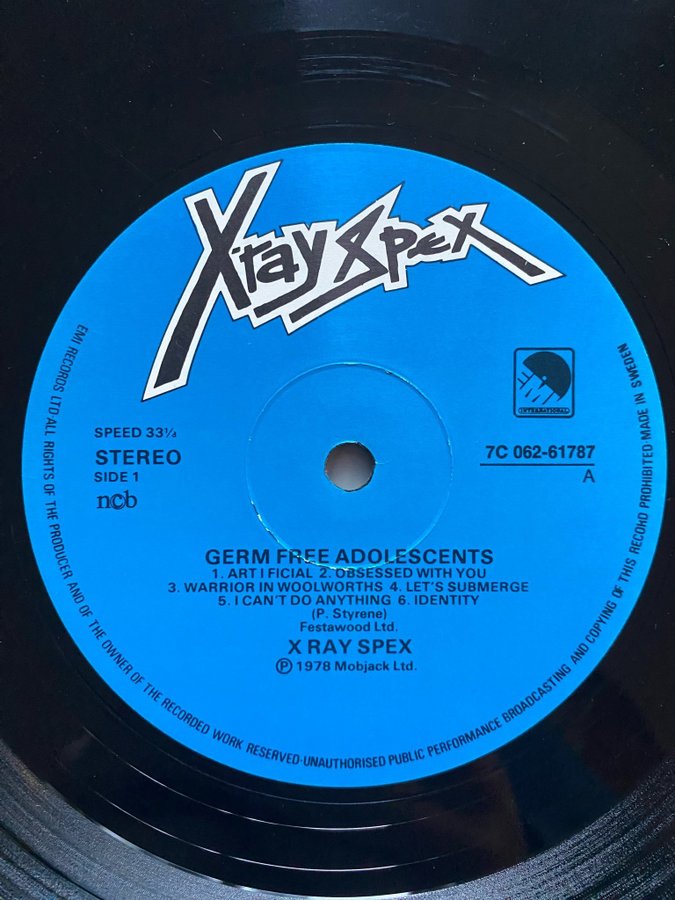 X-ray Spex
INTERNATIONAL
SPEED 33⅓
STEREO
SIDE 1
ncb
7C 062-61787
A
GERM FREE ADOLESCENTS
1. ART I FICIAL 2. OBSESSED WITH YOU
3. WARRIOR IN WOOLWORTHS 4. LET'S SUBMERGE
5. I CAN'T DO ANYTHING 6. IDENTITY
(P. Styrene)
Festawood Ltd.
X RAY SPEX
Ⓟ 1978 Mobjack Ltd.
EMI RECORDS LTD·ALL RIGHTS OF THE PRODUCER AND OF THE OWNER OF THE RECORDED WORK RESERVED·UNAUTHORISED PUBLIC PERFORMANCE BROADCASTING AND COPYING OF THIS RECORD PROHIBITED·MADE IN SWEDEN